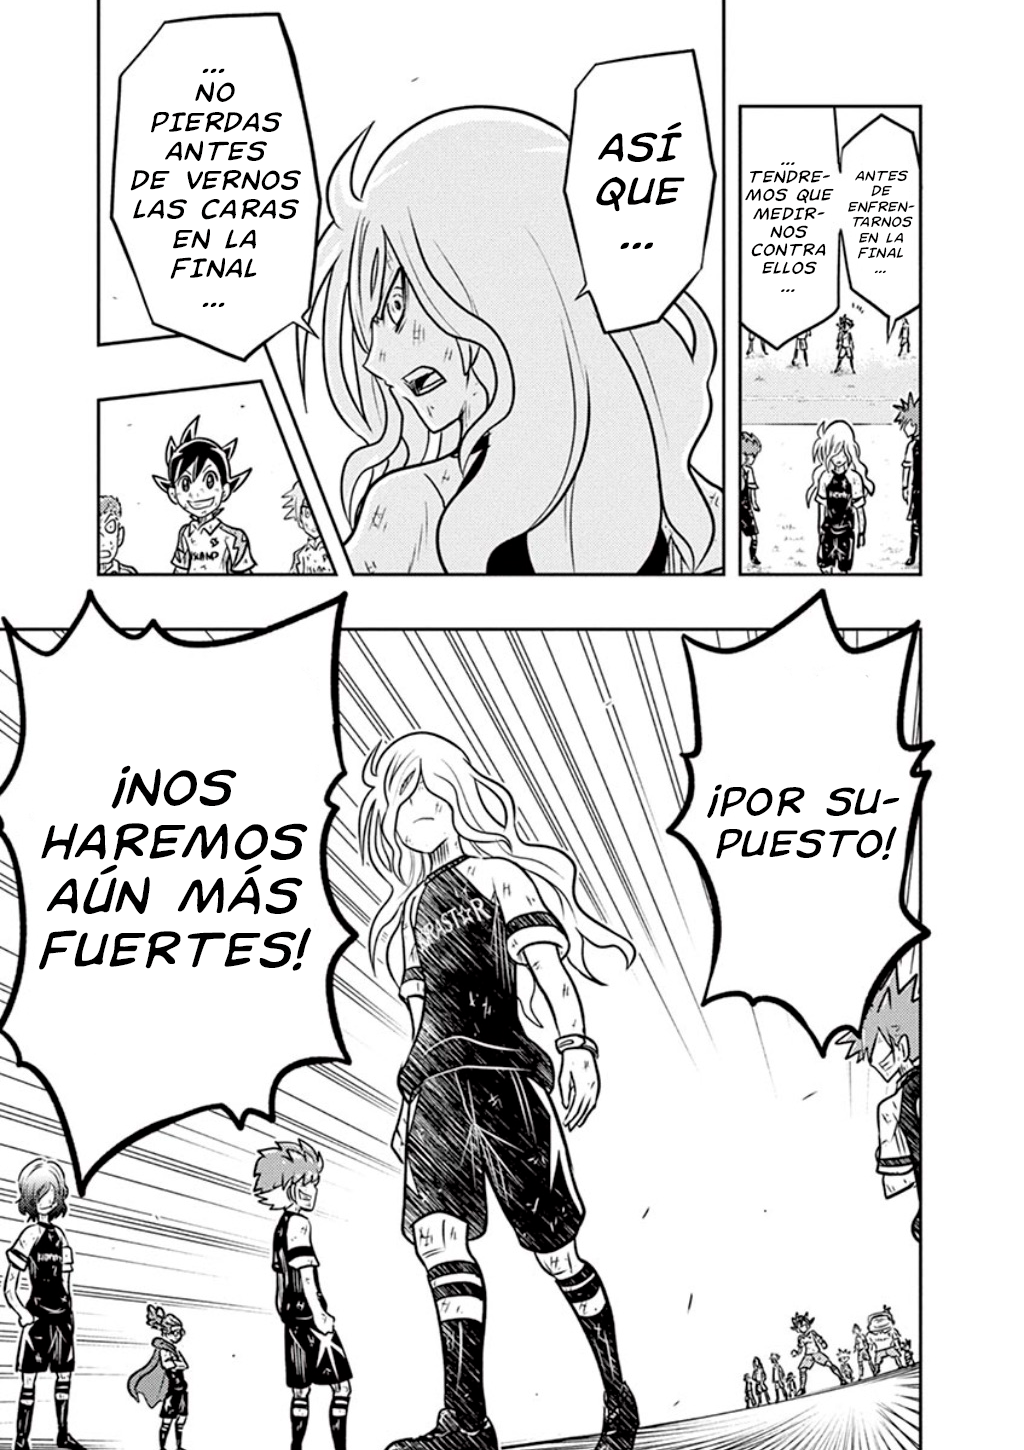 ANTES
DE
ENFREN-
TARNOS
EN LA
FINAL
...
...
TENDRE-
MOS QUE
MEDIR-
NOS
CONTRA
ELLOS
...
ASÍ
QUE
...
...
NO
PIERDAS
ANTES
DE VERNOS
LAS CARAS
EN LA
FINAL
...
¡POR SU-
PUESTO!
¡NOS
HAREMOS
AÚN MÁS
FUERTES!